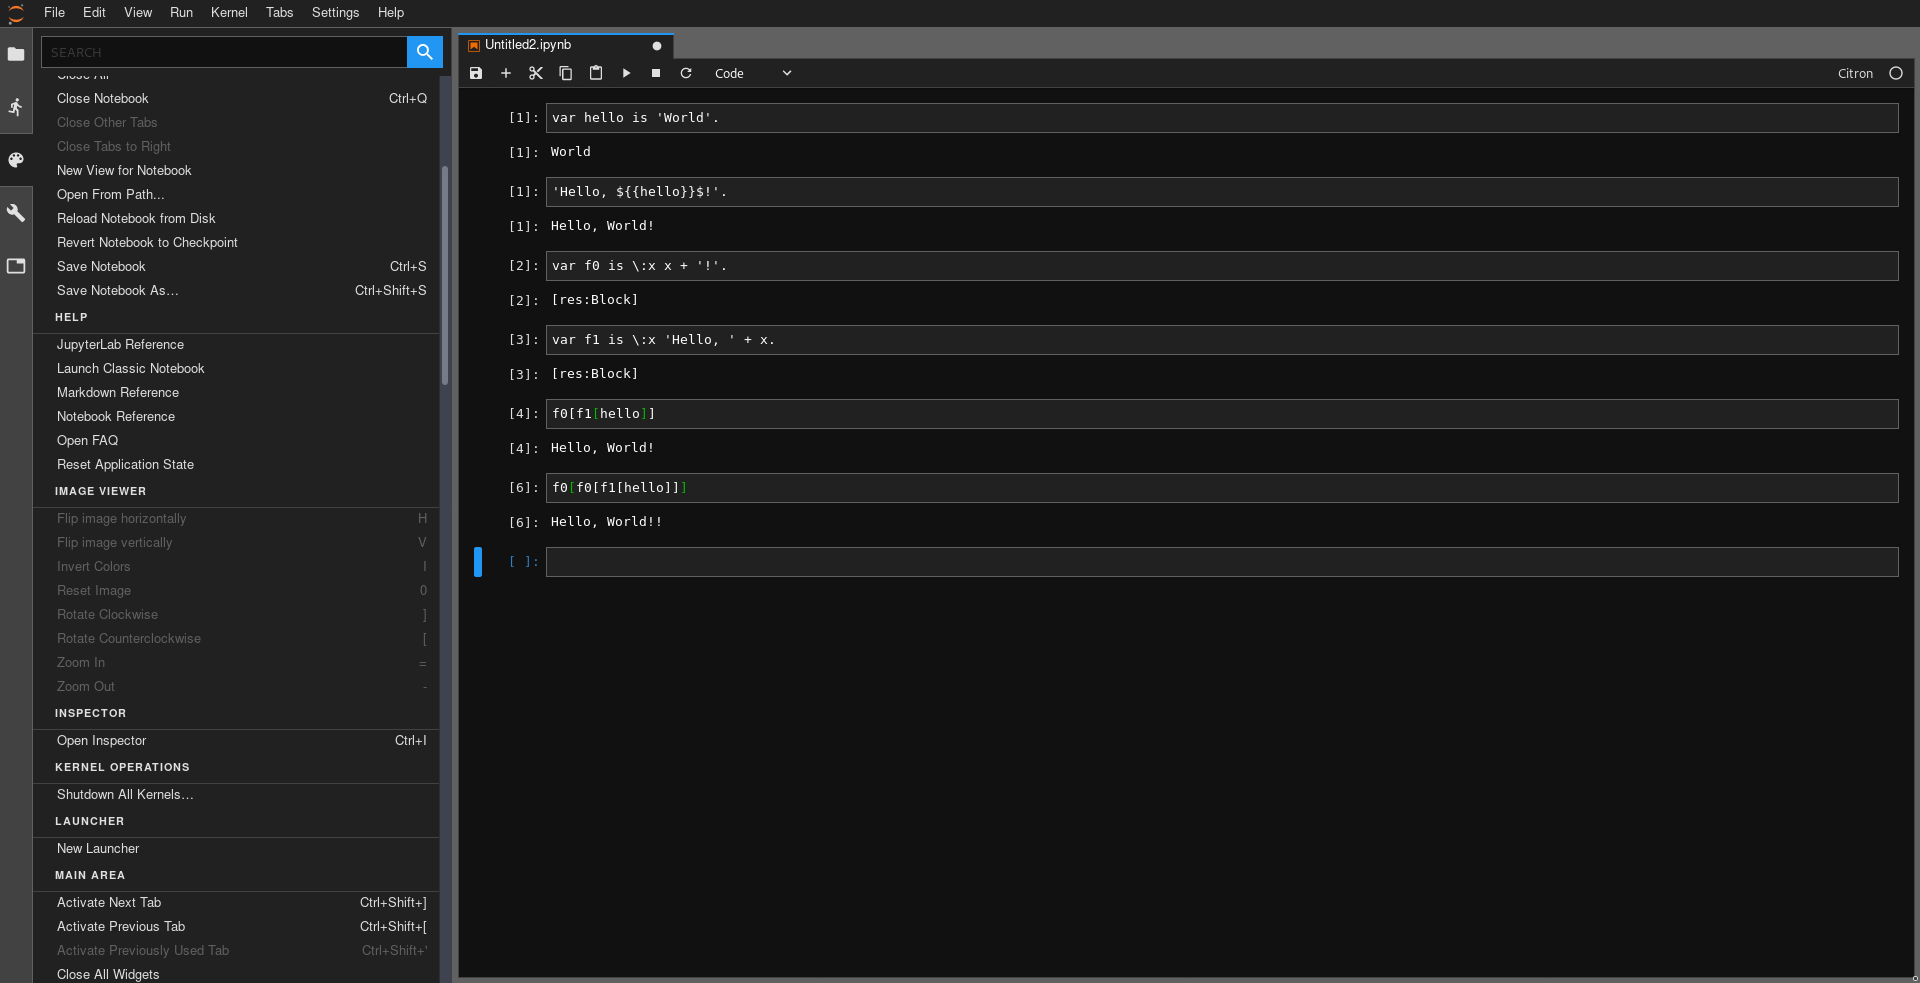 File Edit View Run Kernel Tabs Settings Help
SEARCH
Close All
Close Notebook Ctrl+Q
Close Other Tabs
Close Tabs to Right
New View for Notebook
Open From Path...
Reload Notebook from Disk
Revert Notebook to Checkpoint
Save Notebook Ctrl+S
Save Notebook As… Ctrl+Shift+S
HELP
JupyterLab Reference
Launch Classic Notebook
Markdown Reference
Notebook Reference
Open FAQ
Reset Application State
IMAGE VIEWER
Flip image horizontally H
Flip image vertically V
Invert Colors I
Reset Image 0
Rotate Clockwise ]
Rotate Counterclockwise [
Zoom In =
Zoom Out -
INSPECTOR
Open Inspector Ctrl+I
KERNEL OPERATIONS
Shutdown All Kernels…
LAUNCHER
New Launcher
MAIN AREA
Activate Next Tab Ctrl+Shift+]
Activate Previous Tab Ctrl+Shift+[
Activate Previously Used Tab Ctrl+Shift+'
Close All Widgets
Untitled2.ipynb
Code Citron
[1]: var hello is 'World'.
[1]: World
[1]: 'Hello, ${{hello}}$!'.
[1]: Hello, World!
[2]: var f0 is \:x x + '!'.
[2]: [res:Block]
[3]: var f1 is \:x 'Hello, ' + x.
[3]: [res:Block]
[4]: f0[f1[hello]]
[4]: Hello, World!
[6]: f0[f0[f1[hello]]]
[6]: Hello, World!!
[ ]: